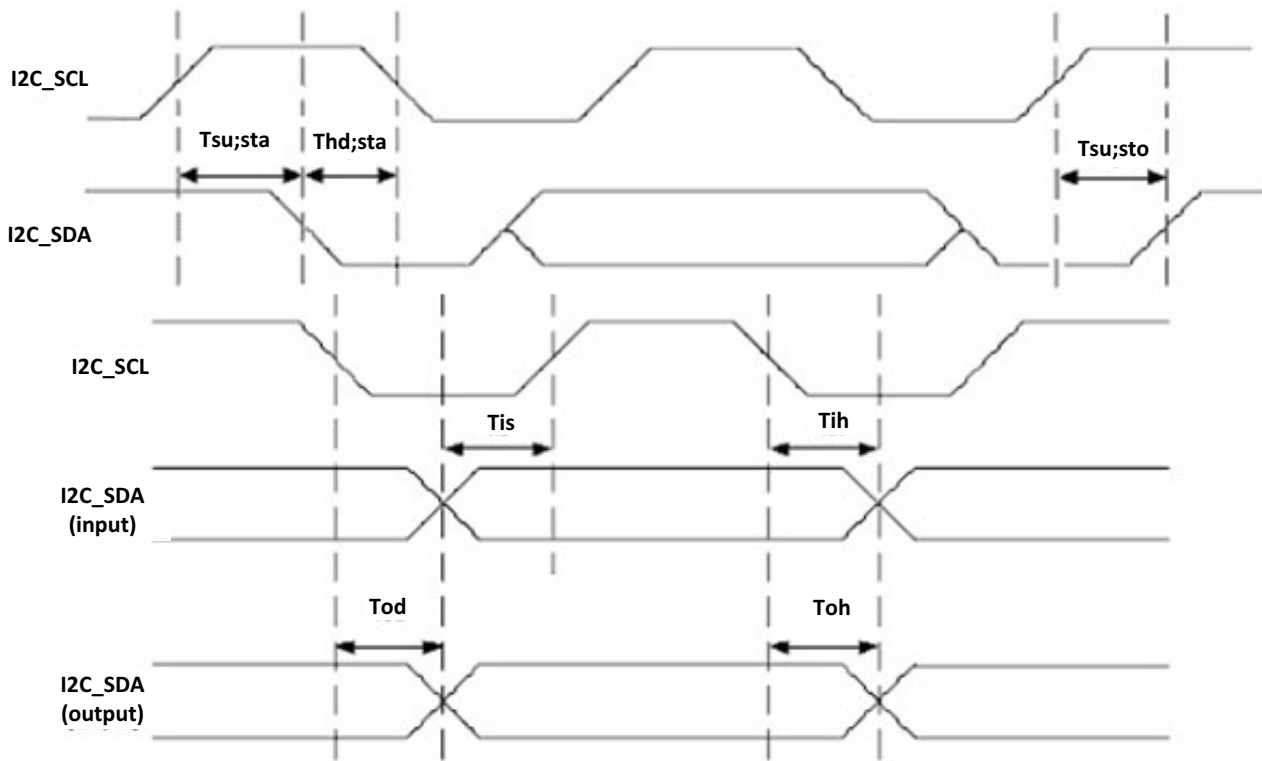 I2C_SCL
Tsu;sta
Thd;sta
Tsu;sto
I2C_SDA
I2C_SCL
Tis
Tih
I2C_SDA
(input)
Tod
Toh
I2C_SDA
(output)